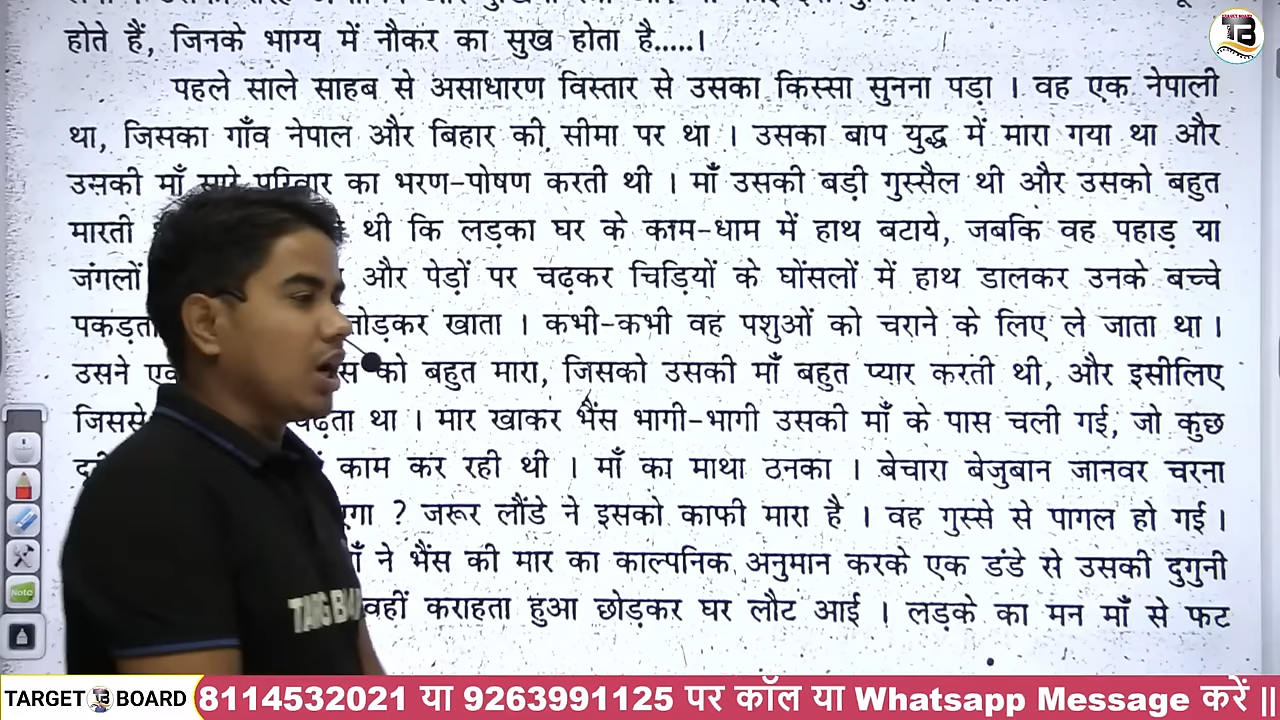 होते हैं, जिनके भाग्य में नौकर का सुख होता है.....।
TARGET BOARD
TB
पहले साले साहब से असाधारण विस्तार से उसका किस्सा सुनना पड़ा । वह एक नेपाली
था, जिसका गाँव नेपाल और बिहार की सीमा पर था । उसका बाप युद्ध में मारा गया था और
उसकी माँ सारे परिवार का भरण-पोषण करती थी । माँ उसकी बड़ी गुस्सैल थी और उसको बहुत
मारती थी कि लड़का घर के काम-धाम में हाथ बटाये, जबकि वह पहाड़ या
जंगलों और पेड़ों पर चढ़कर चिड़ियों के घोंसलों में हाथ डालकर उनके बच्चे
पकड़ता तोड़कर खाता । कभी-कभी वह पशुओं को चराने के लिए ले जाता था ।
उसने को बहुत मारा, जिसको उसकी माँ बहुत प्यार करती थी, और इसीलिए
जिससे था । मार खाकर भैंस भागी-भागी उसकी माँ के पास चली गई, जो कुछ
काम कर रही थी । माँ का माथा ठनका । बेचारा बेजुबान जानवर चरना
? जरूर लौंडे ने इसको काफी मारा है । वह गुस्से से पागल हो गई ।
माँ ने भैंस की मार का काल्पनिक अनुमान करके एक डंडे से उसकी दुगुनी
वहीं कराहता हुआ छोड़कर घर लौट आई । लड़के का मन माँ से फट
Note
TARGET TB BOARD
8114532021 या 9263991125 पर कॉल या Whatsapp Message करें ||